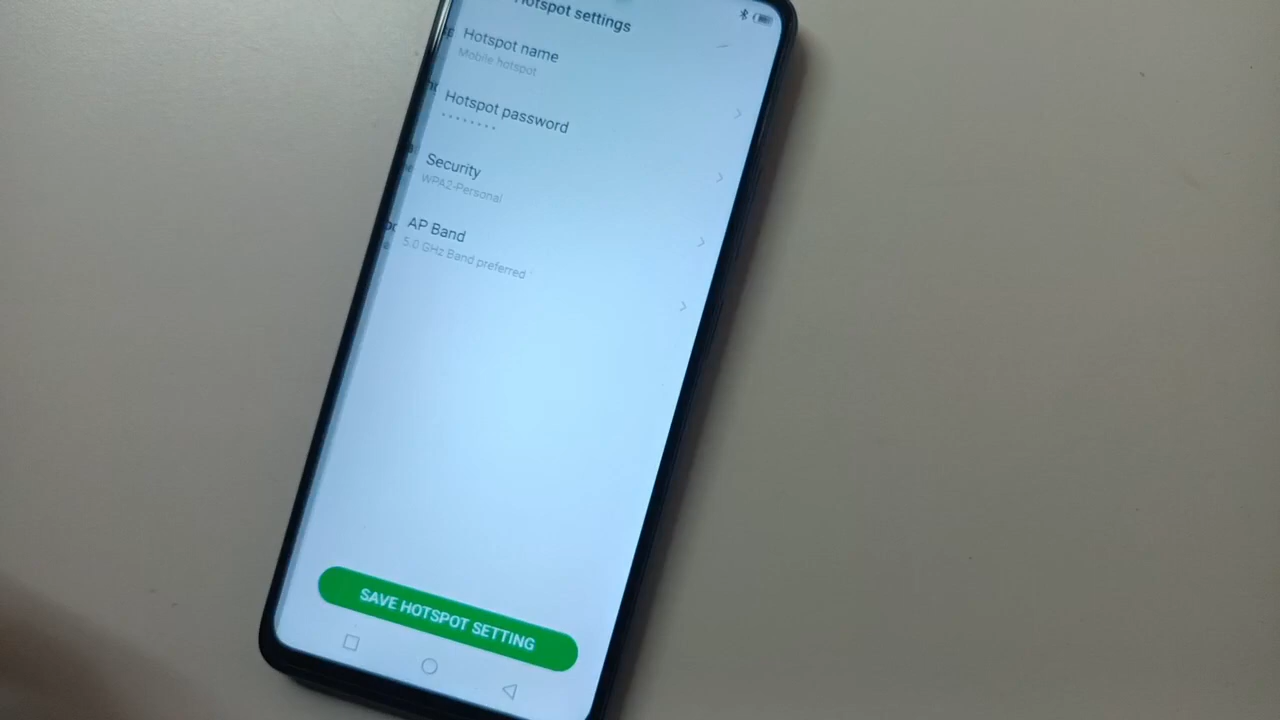 Hotspot settings
Hotspot name
Mobile hotspot
Hotspot password
Security
WPA2-Personal
AP Band
5.0 GHz Band preferred
SAVE HOTSPOT SETTING